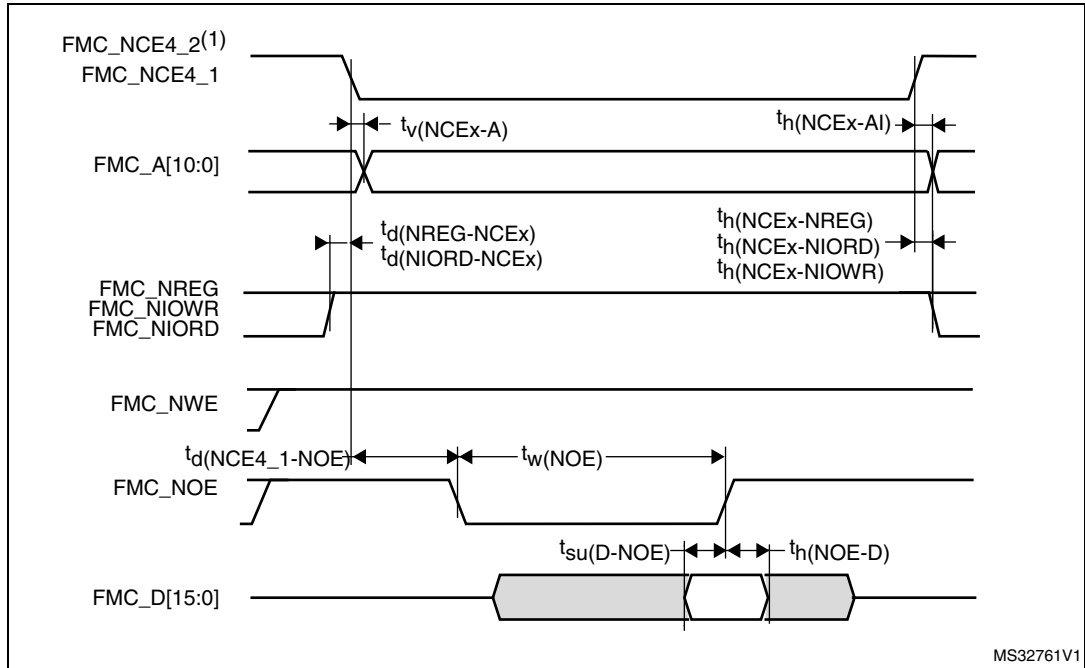 FMC_NCE4_2(1)
FMC_NCE4_1
tv(NCEx-A)
th(NCEx-AI)
FMC_A[10:0]
td(NREG-NCEx)
td(NIORD-NCEx)
th(NCEx-NREG)
th(NCEx-NIORD)
th(NCEx-NIOWR)
FMC_NREG
FMC_NIOWR
FMC_NIORD
FMC_NWE
td(NCE4_1-NOE)
tw(NOE)
FMC_NOE
tsu(D-NOE)
th(NOE-D)
FMC_D[15:0]
MS32761V1